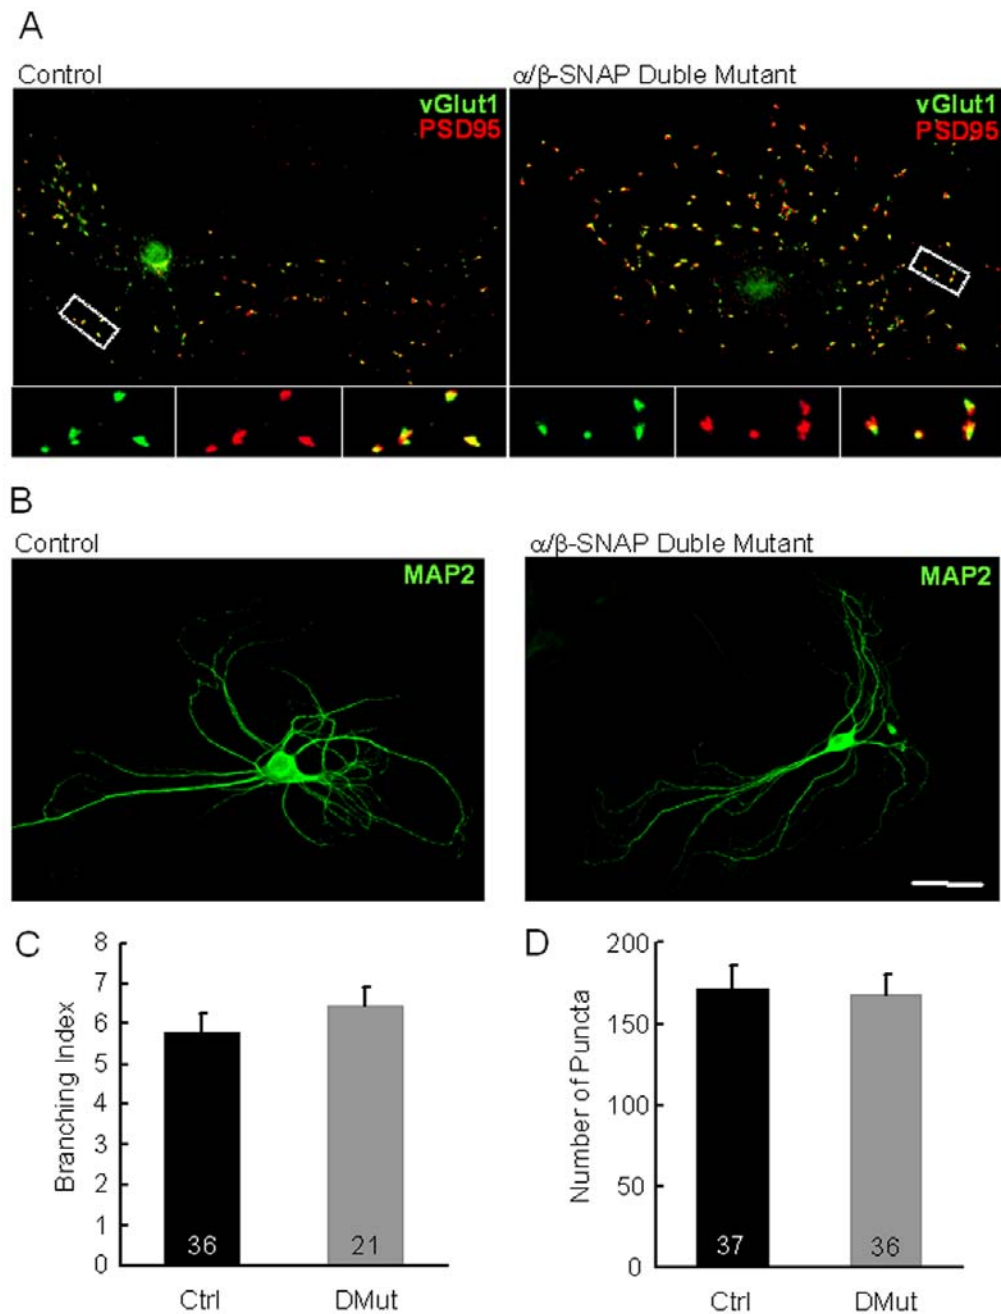 A
Control
α/β-SNAP Duble Mutant
vGlut1
PSD95
vGlut1
PSD95
B
Control
α/β-SNAP Duble Mutant
MAP2
MAP2
C
8
7
6
5
4
3
2
1
0
Branching Index
36
21
Ctrl
DMut
D
200
150
100
50
0
Number of Puncta
37
36
Ctrl
DMut